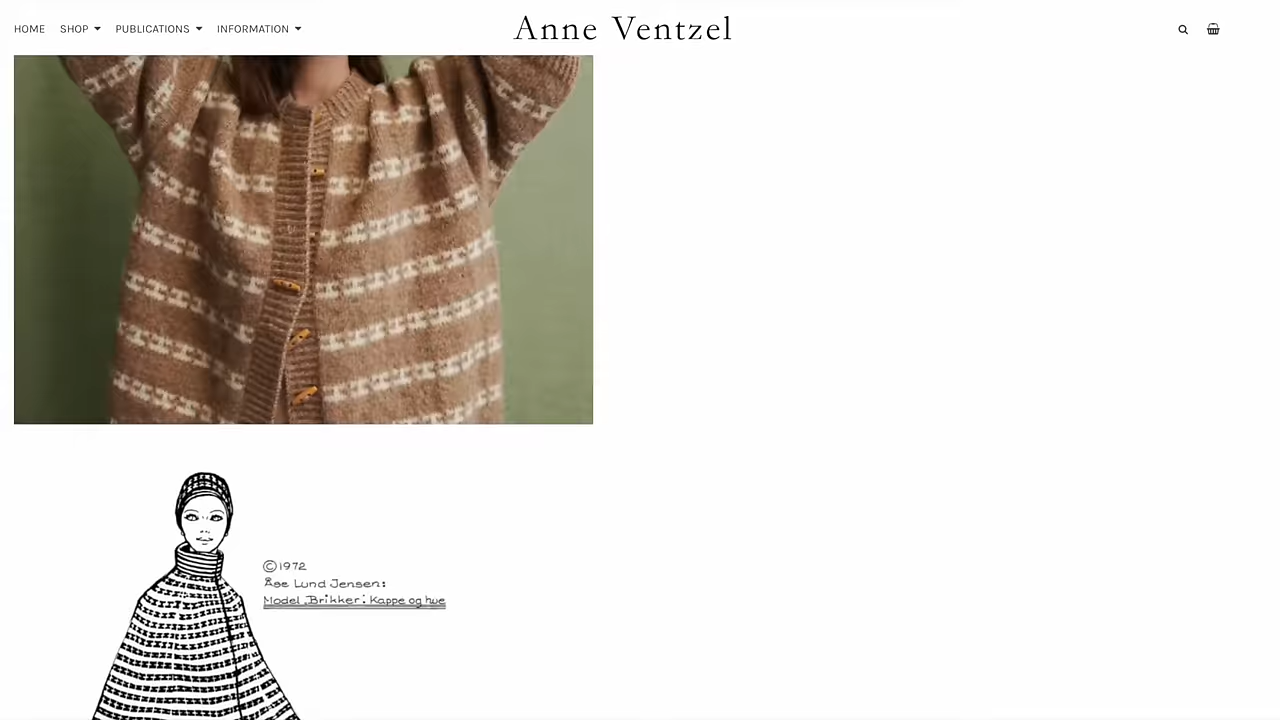 HOME SHOP PUBLICATIONS INFORMATION
Anne Ventzel
©1972
Åse Lund Jensen:
Model „Brikker": Kappe og hue